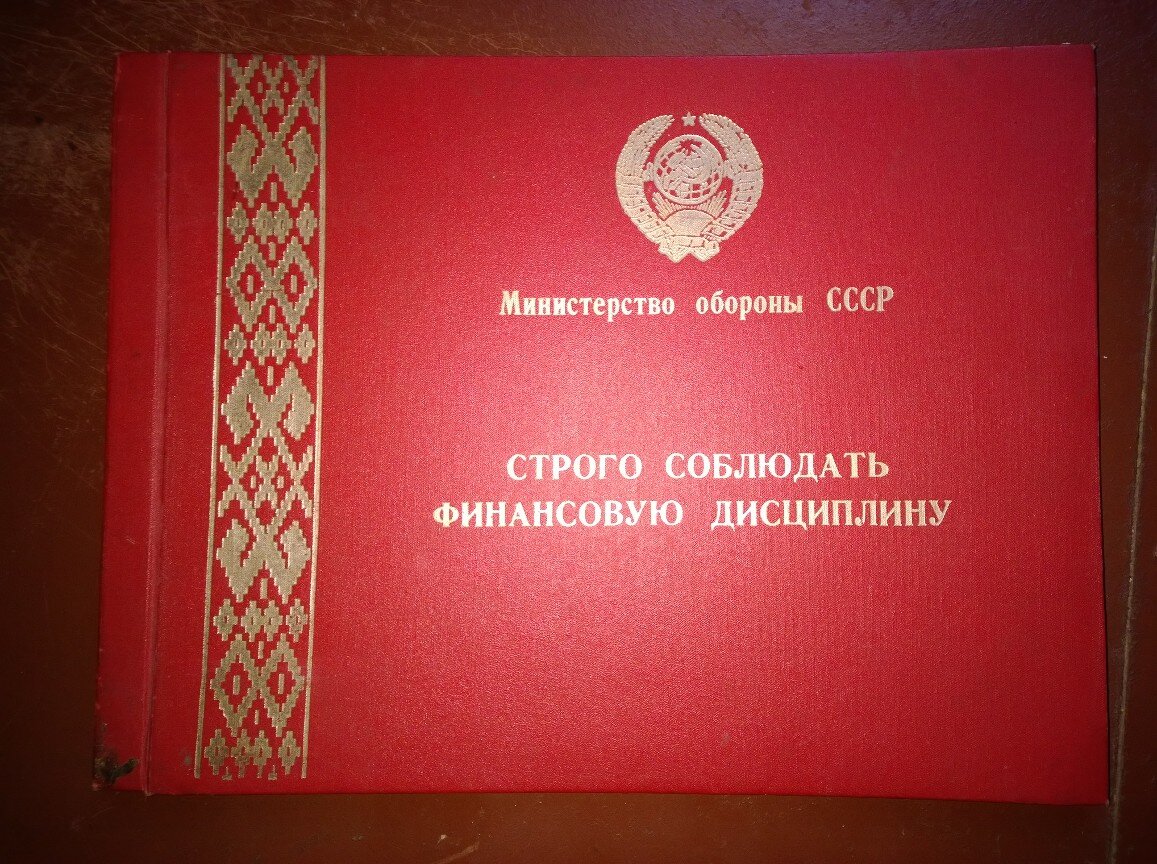 Министерство обороны СССР
СТРОГО СОБЛЮДАТЬ
ФИНАНСОВУЮ ДИСЦИПЛИНУ